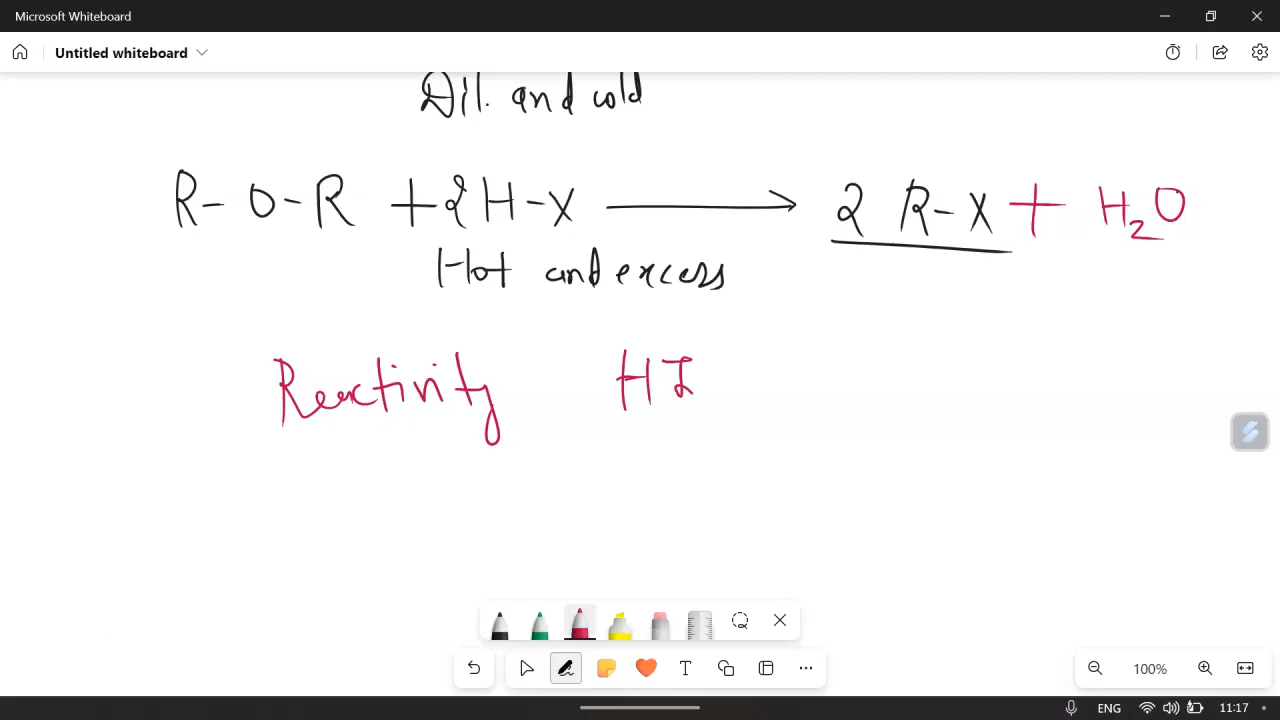 Microsoft Whiteboard
Untitled whiteboard
Dil. and cold
R-O-R + 2H-X ⟶ 2 R-X + H₂O
Hot and excess
Reactivity HI
100%
ENG 11:17